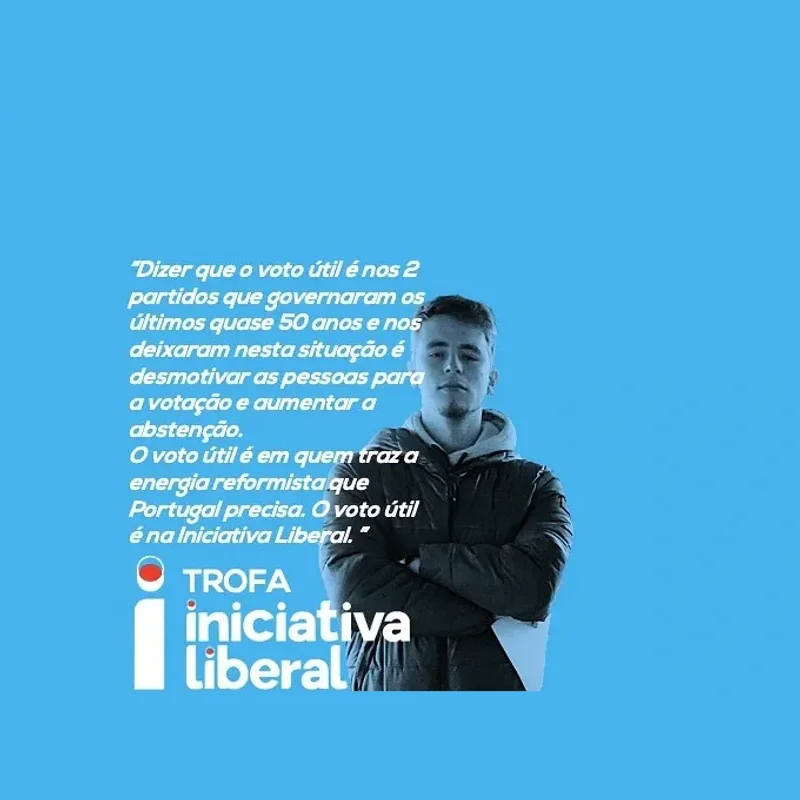 "Dizer que o voto útil é nos 2
partidos que governaram os
últimos quase 50 anos e nos
deixaram nesta situação é
desmotivar as pessoas para
a votação e aumentar a
abstenção.
O voto útil é em quem traz a
energia reformista que
Portugal precisa. O voto útil
é na Iniciativa Liberal. "
TROFA
iniciativa
liberal